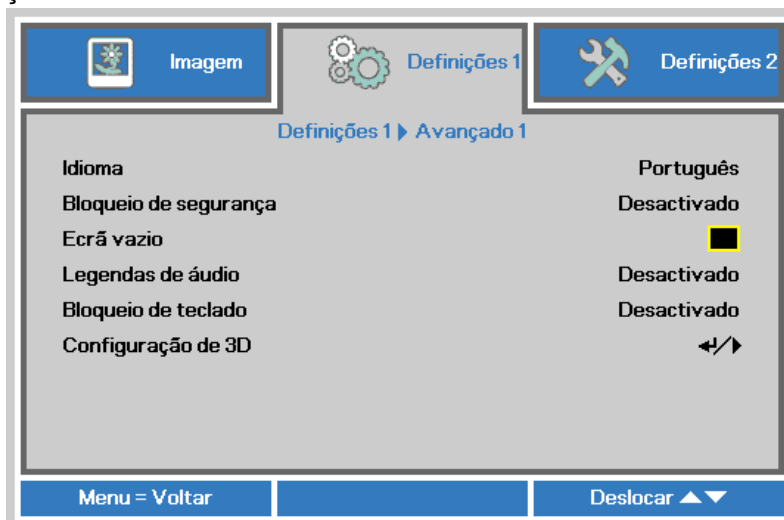 Imagem
Definições 1
Definições 2
Definições 1 ▶ Avançado 1
Idioma Português
Bloqueio de segurança Desactivado
Ecrã vazio
Legendas de áudio Desactivado
Bloqueio de teclado Desactivado
Configuração de 3D ↵/▶
Menu = Voltar
Deslocar ▲▼